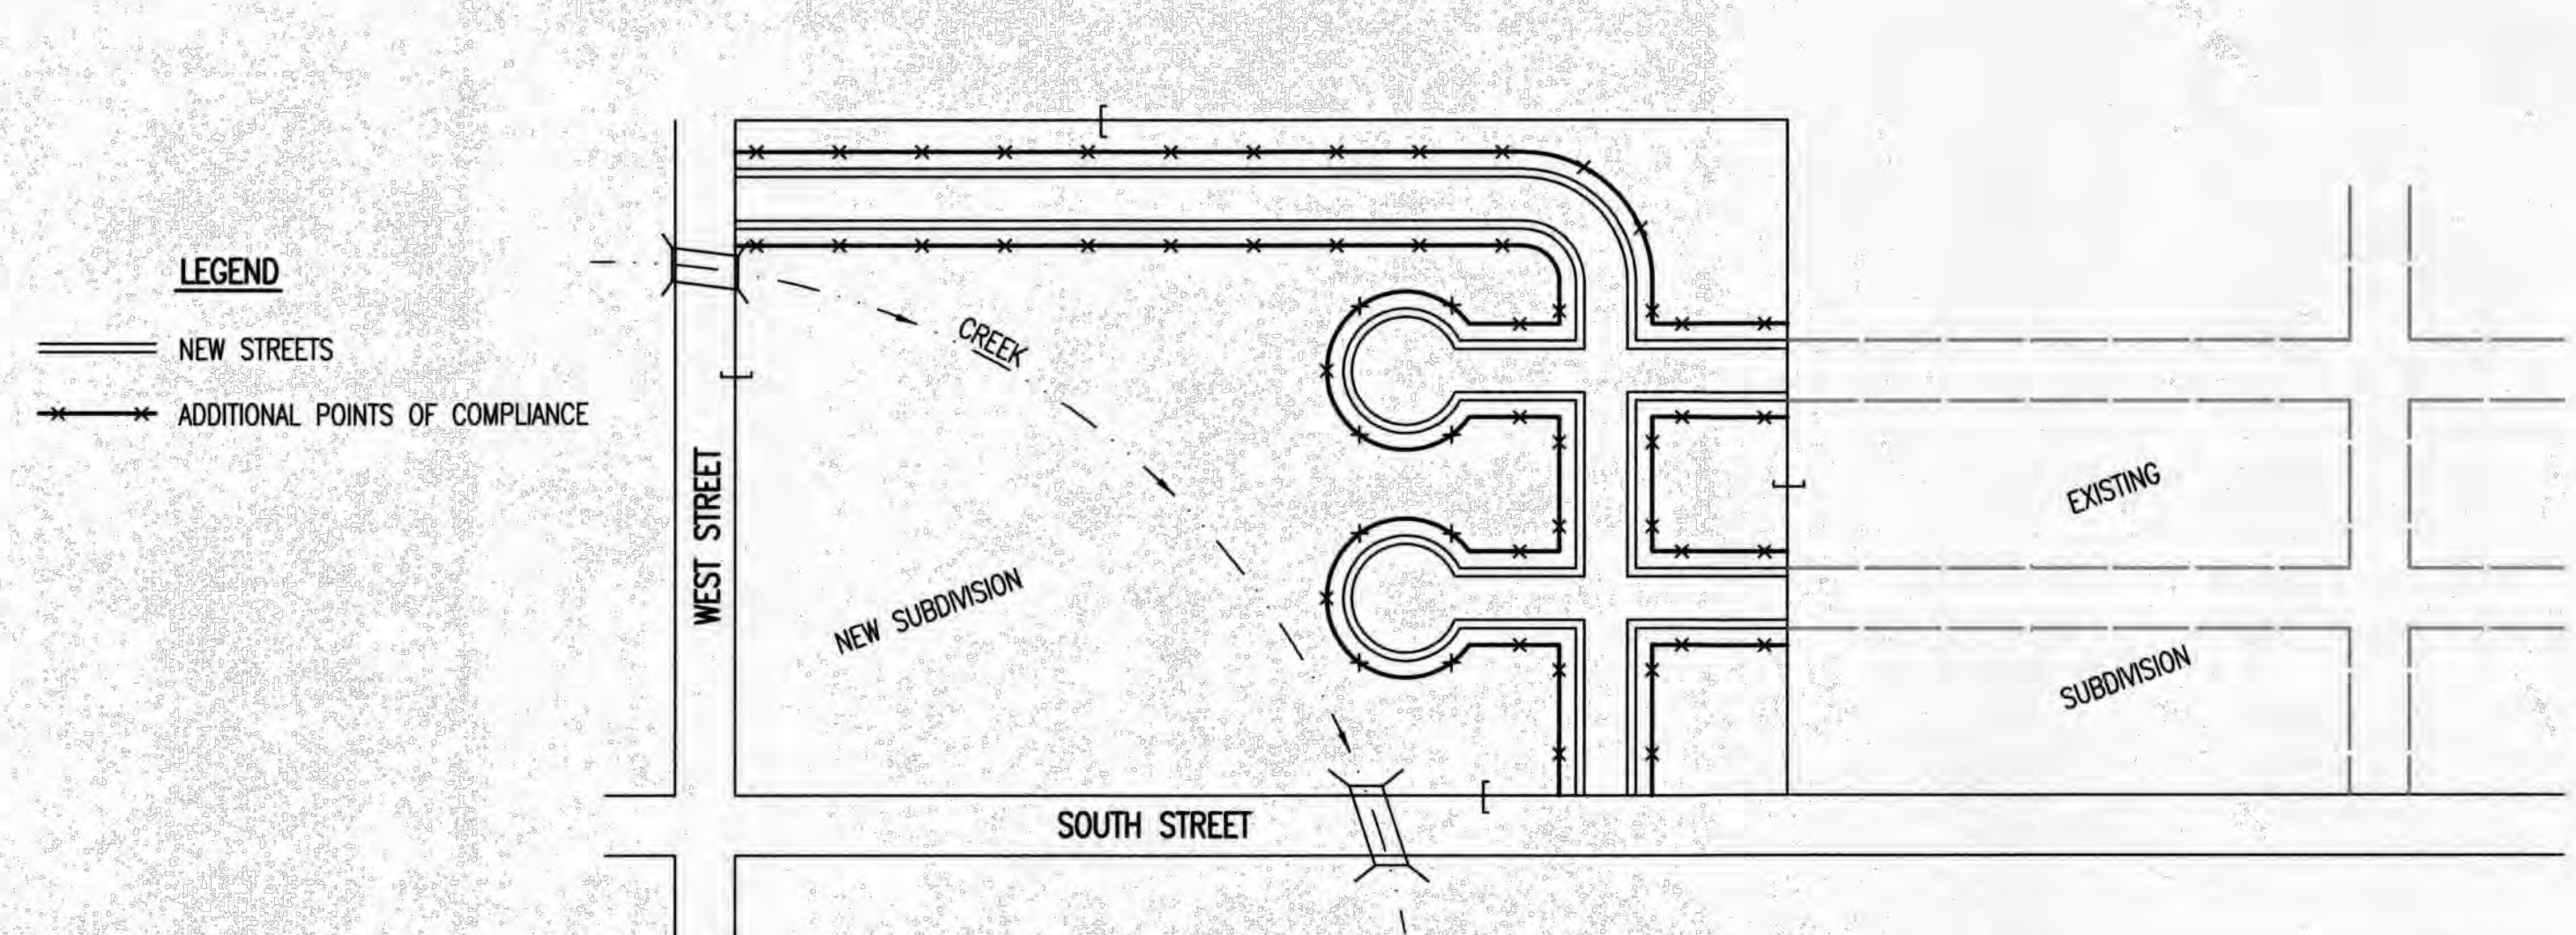 LEGEND
NEW STREETS
ADDITIONAL POINTS OF COMPLIANCE
WEST STREET
CREEK
NEW SUBDIVISION
SOUTH STREET
EXISTING
SUBDIVISION